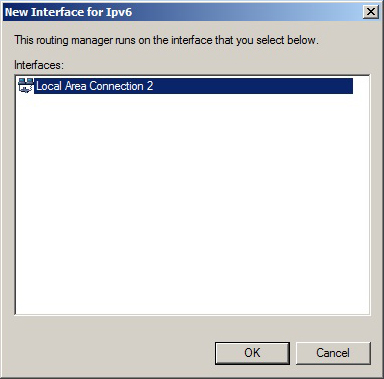 New Interface for Ipv6
This routing manager runs on the interface that you select below.
Interfaces:
Local Area Connection 2
OK Cancel